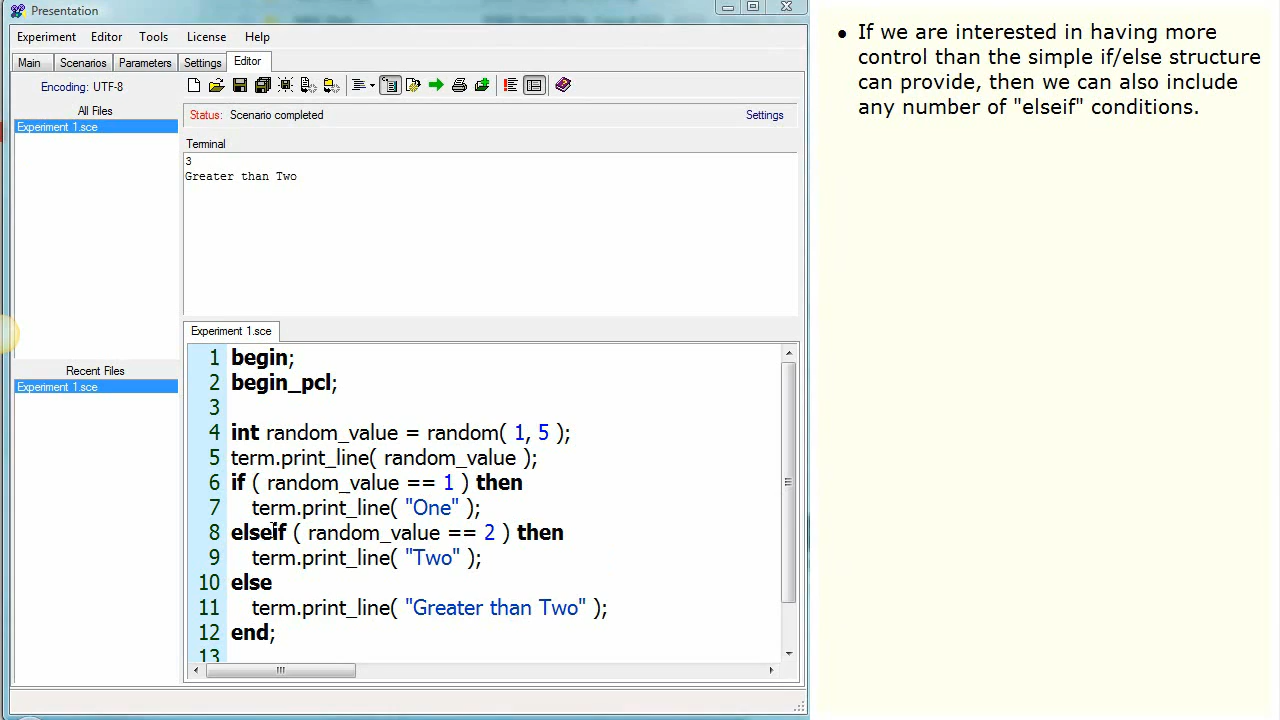 Presentation
Experiment Editor Tools License Help
Main Scenarios Parameters Settings Editor
Encoding: UTF-8
All Files
Experiment 1.sce
Recent Files
Experiment 1.sce
Status: Scenario completed Settings
Terminal
3
Greater than Two
Experiment 1.sce
1 begin;
2 begin_pcl;
3
4 int random_value = random( 1, 5 );
5 term.print_line( random_value );
6 if ( random_value == 1 ) then
7 term.print_line( "One" );
8 elseif ( random_value == 2 ) then
9 term.print_line( "Two" );
10 else
11 term.print_line( "Greater than Two" );
12 end;
13
• If we are interested in having more
control than the simple if/else structure
can provide, then we can also include
any number of "elseif" conditions.